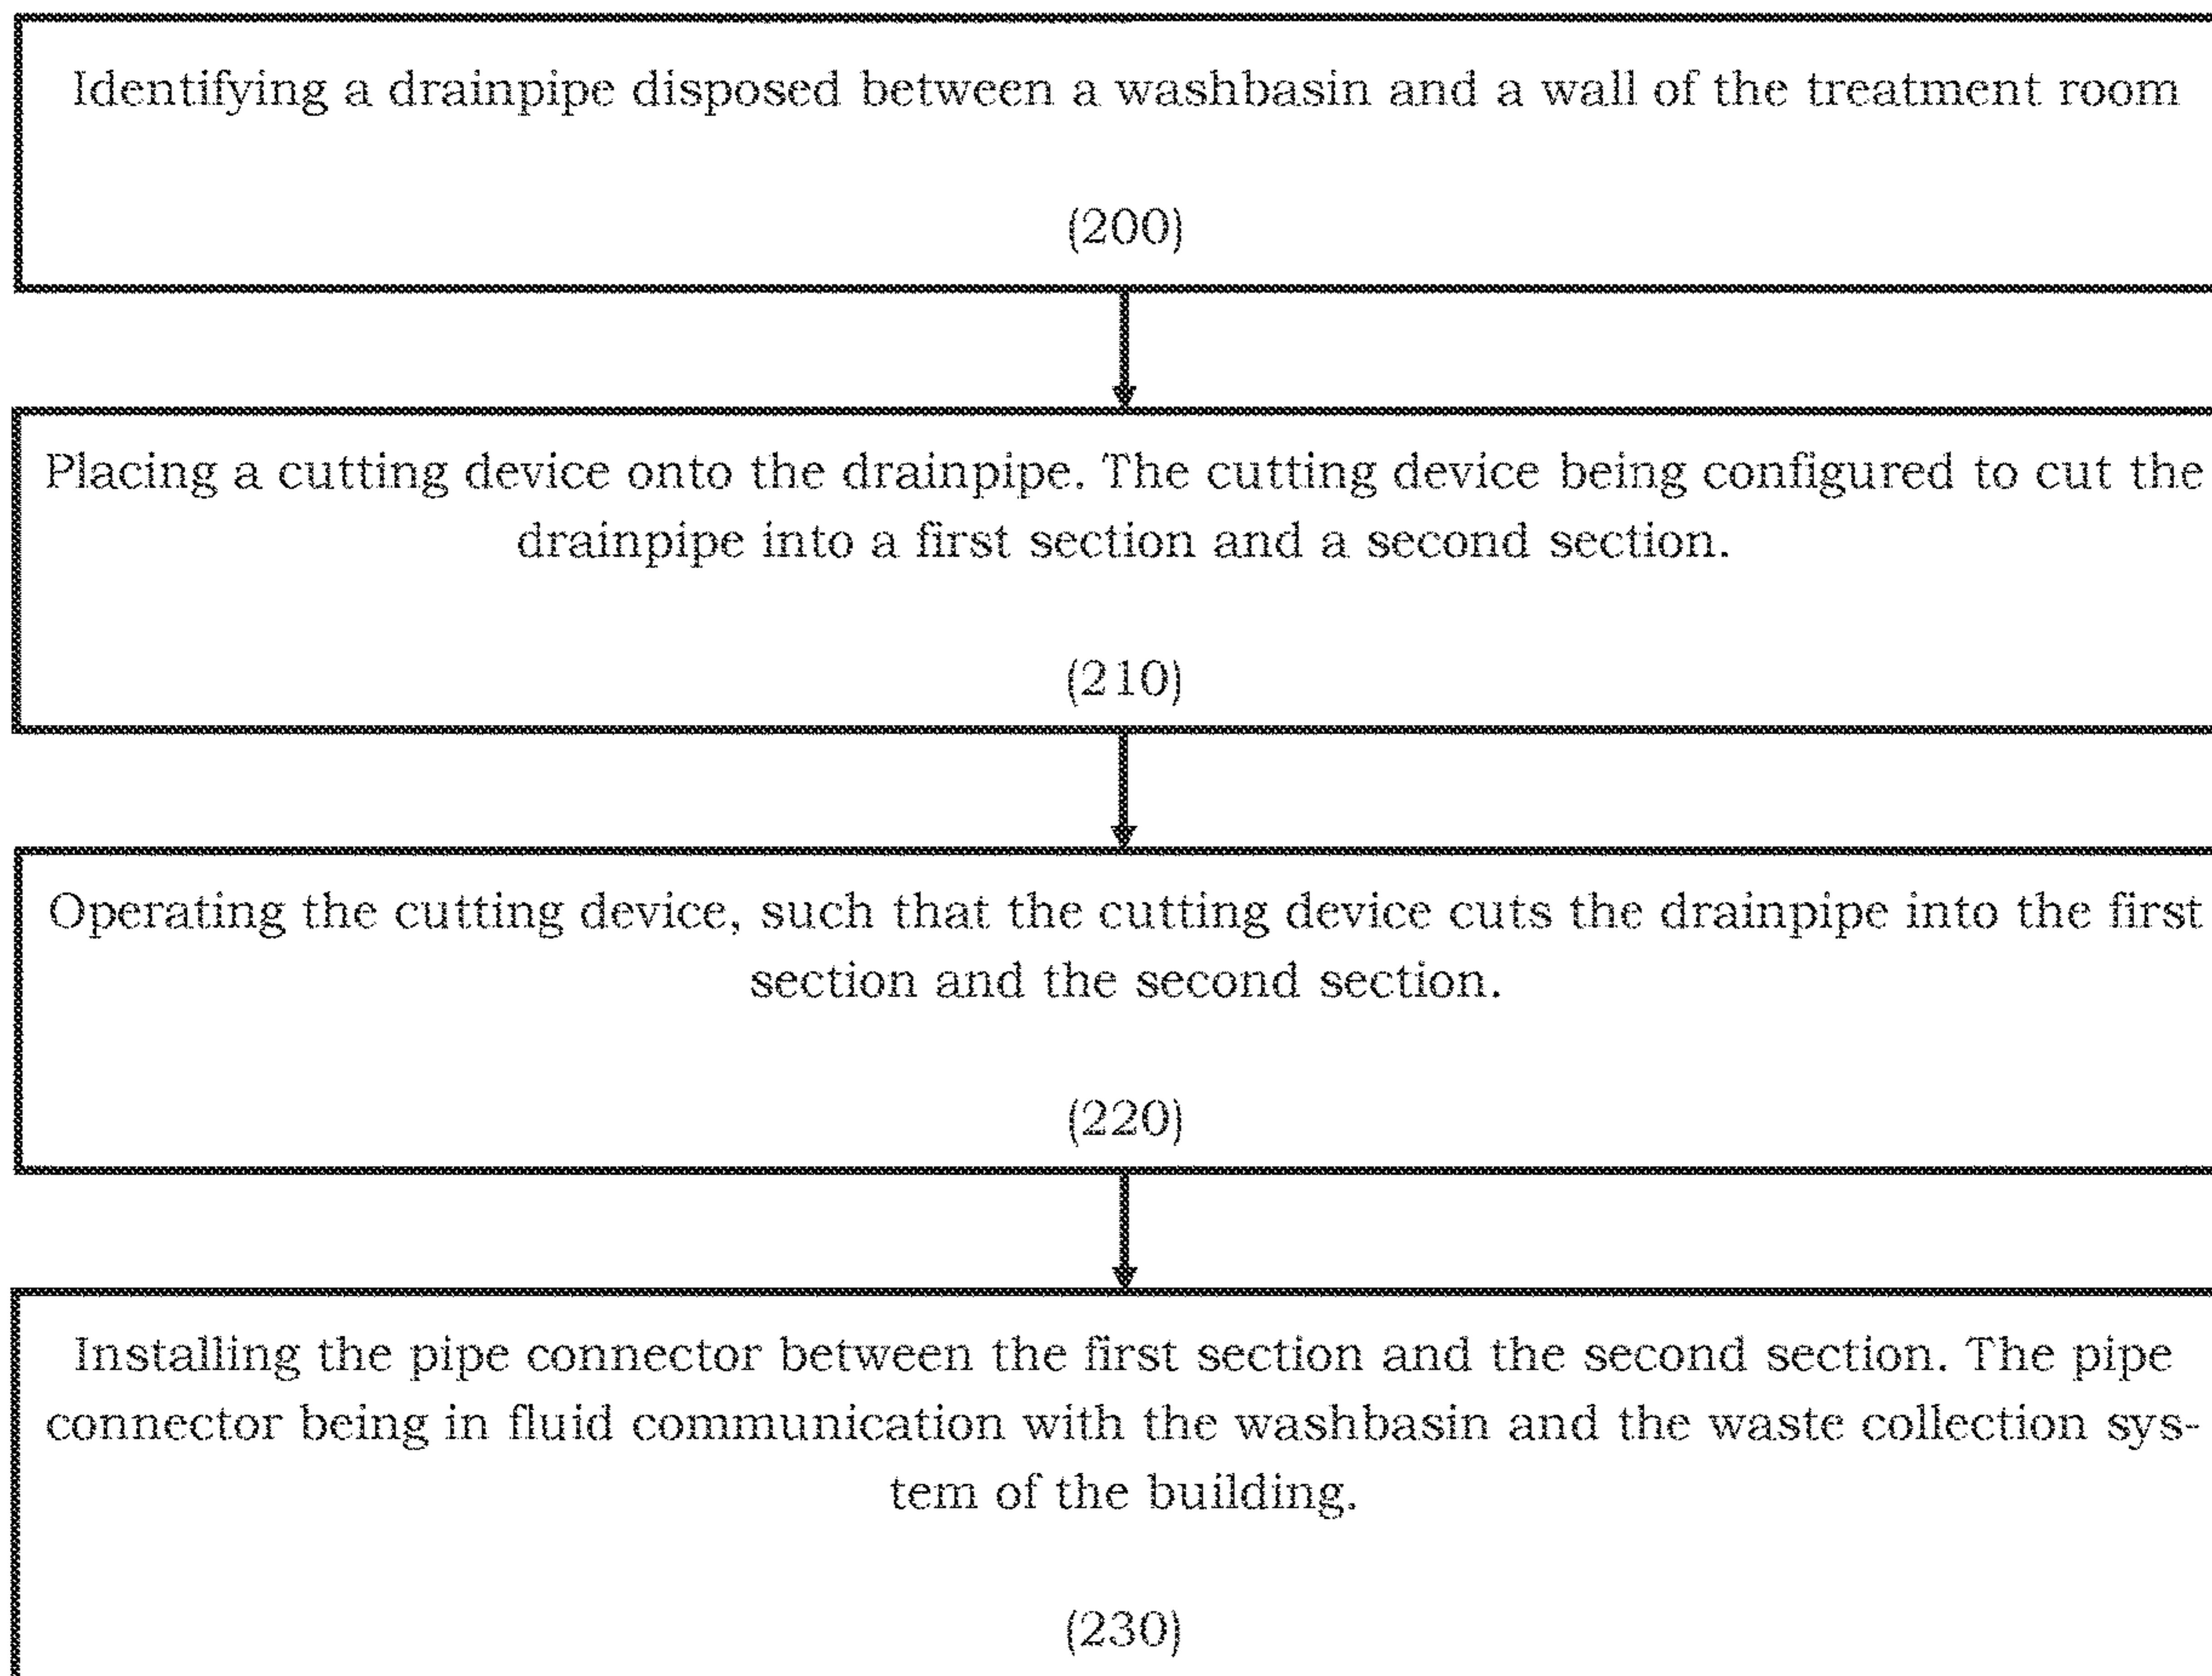 Identifying a drainpipe disposed between a washbasin and a wall of the treatment room
(200)
Placing a cutting device onto the drainpipe. The cutting device being configured to cut the
drainpipe into a first section and a second section.
(210)
Operating the cutting device, such that the cutting device cuts the drainpipe into the first
section and the second section.
(220)
Installing the pipe connector between the first section and the second section. The pipe
connector being in fluid communication with the washbasin and the waste collection sys-
tem of the building.
(230)